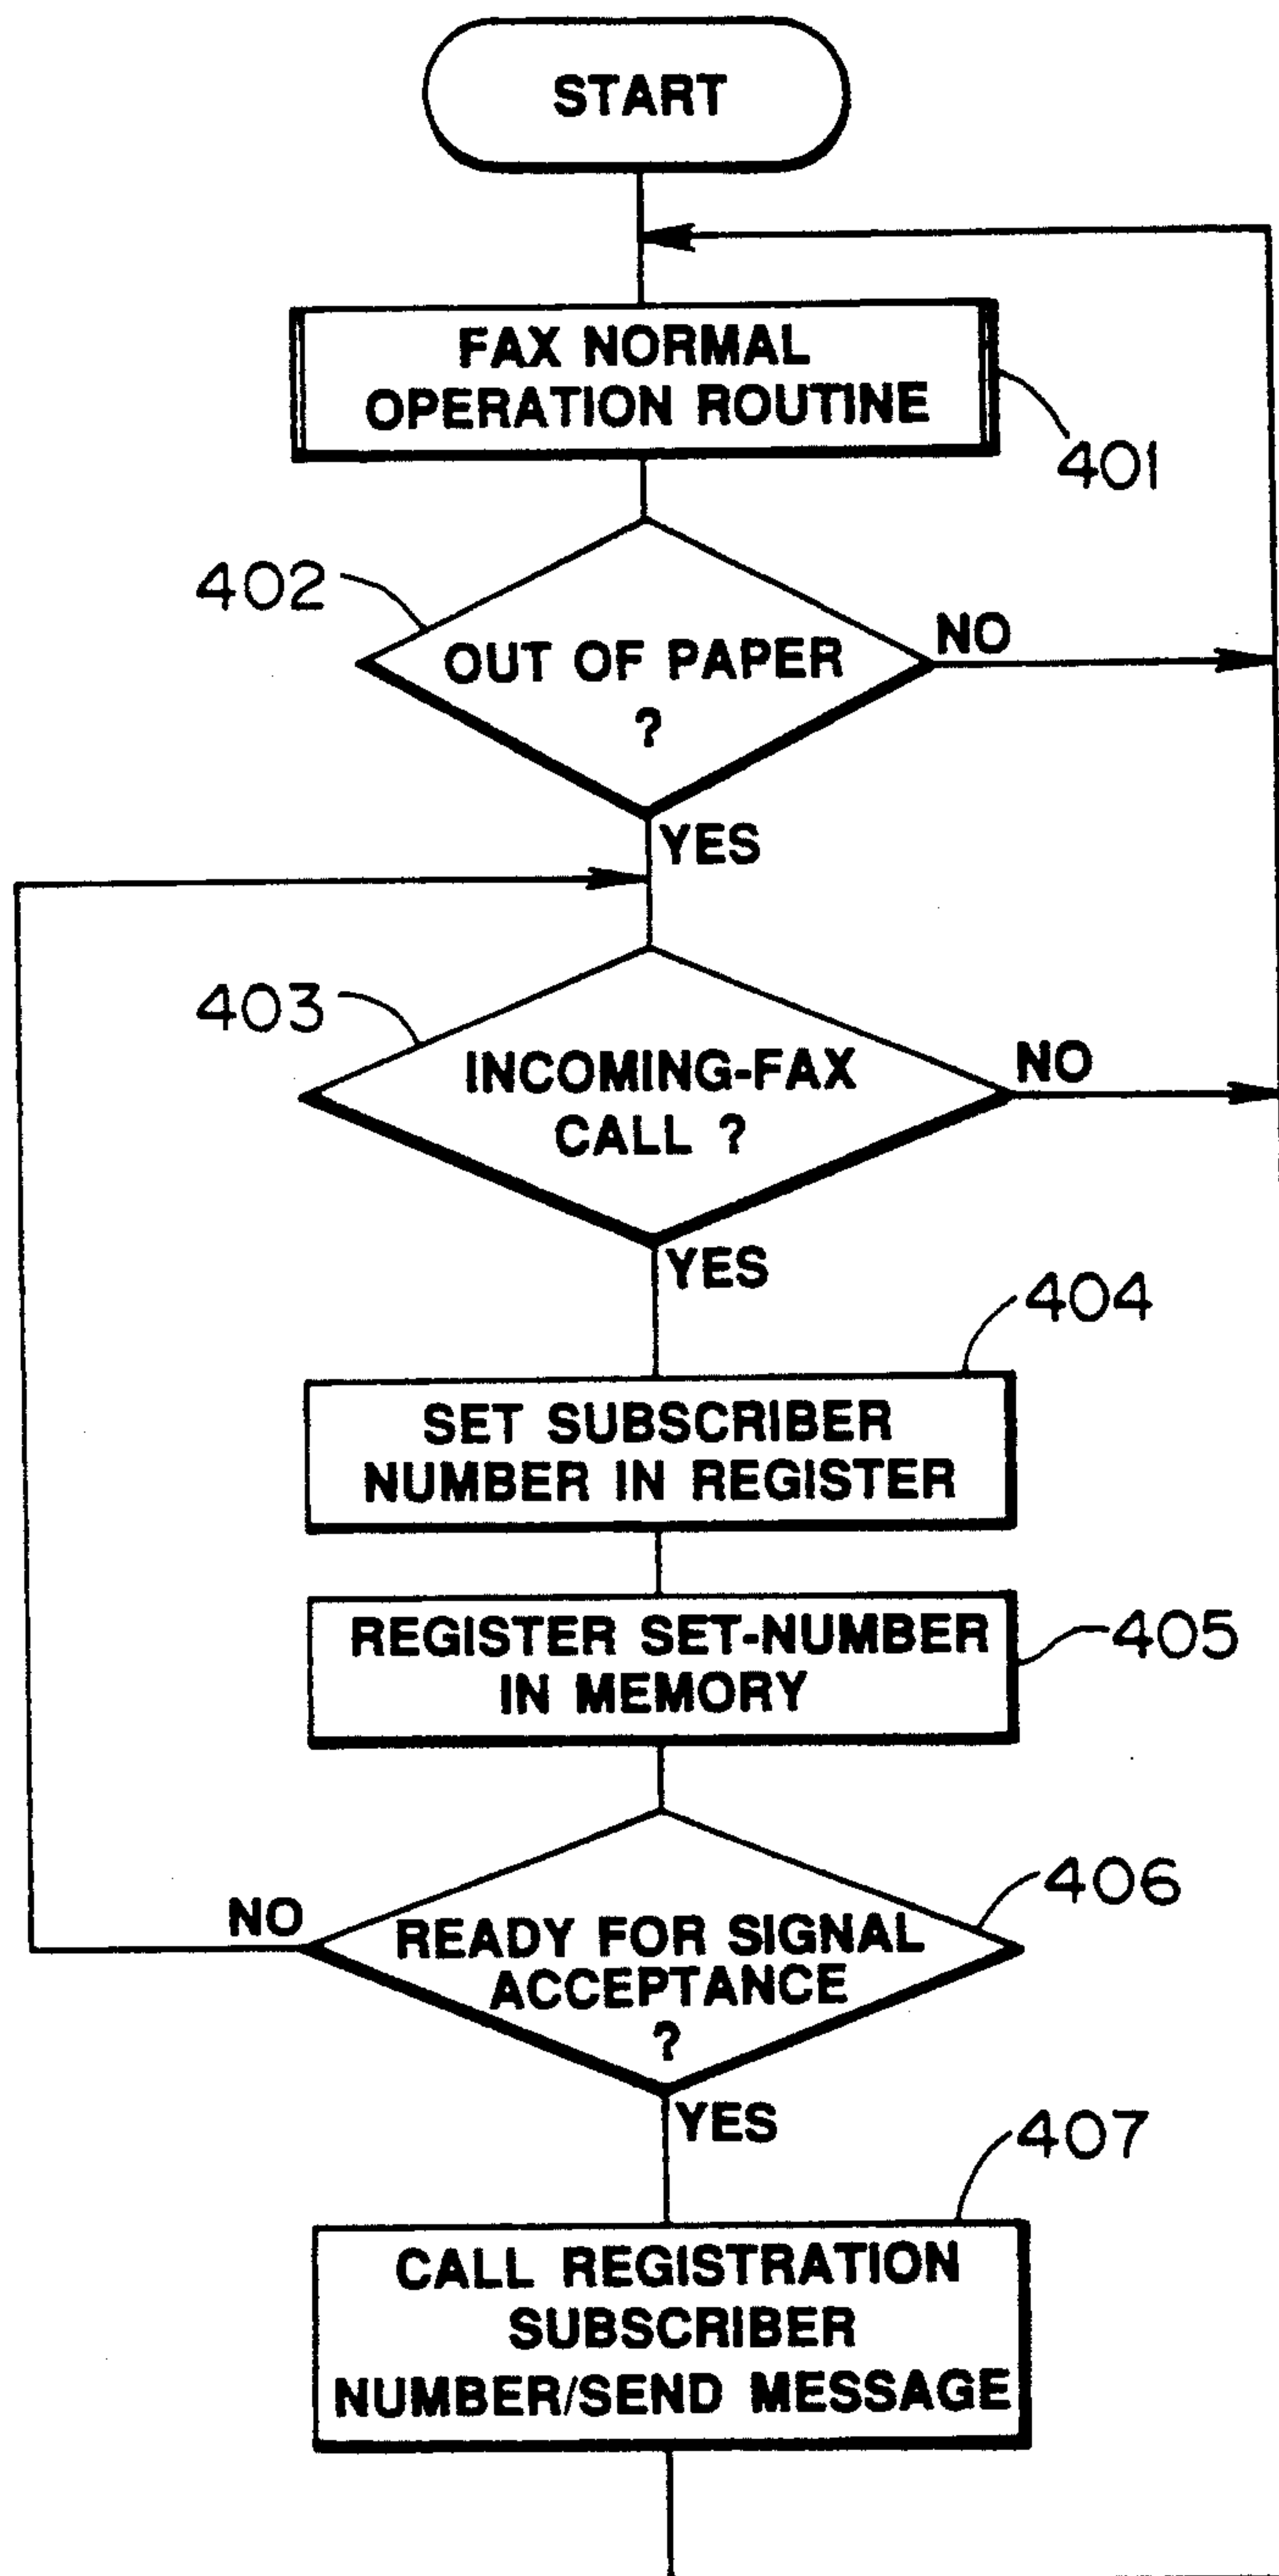 START
FAX NORMAL
OPERATION ROUTINE
401
402
OUT OF PAPER
?
NO
YES
403
INCOMING-FAX
CALL ?
NO
YES
404
SET SUBSCRIBER
NUMBER IN REGISTER
REGISTER SET-NUMBER
IN MEMORY
405
406
NO
READY FOR SIGNAL
ACCEPTANCE
?
YES
407
CALL REGISTRATION
SUBSCRIBER
NUMBER/SEND MESSAGE